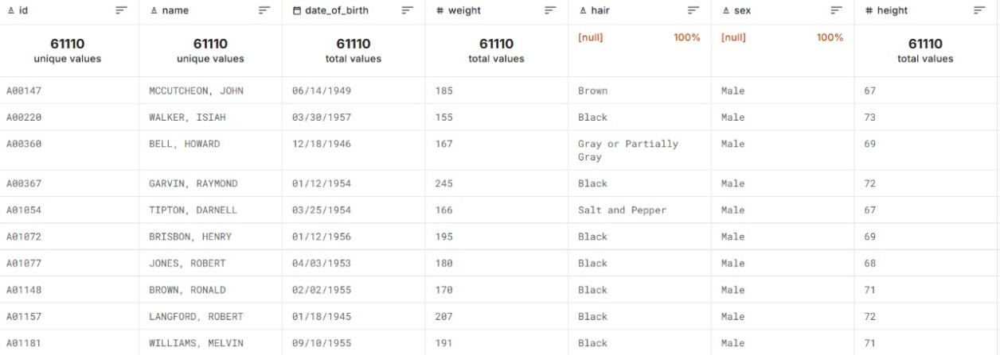 id name date_of_birth # weight hair sex # height
61110 61110 61110 61110 [null] 100% [null] 100% 61110
unique values unique values total values total values total values
A00147 MCCUTCHEON, JOHN 06/14/1949 185 Brown Male 67
A00220 WALKER, ISIAH 03/30/1957 155 Black Male 73
A00360 BELL, HOWARD 12/18/1946 167 Gray or Partially Male 69
Gray
A00367 GARVIN, RAYMOND 01/12/1954 245 Black Male 72
A01054 TIPTON, DARNELL 03/25/1954 166 Salt and Pepper Male 67
A01072 BRISBON, HENRY 01/12/1956 195 Black Male 69
A01077 JONES, ROBERT 04/03/1953 180 Black Male 68
A01148 BROWN, RONALD 02/02/1955 170 Black Male 71
A01157 LANGFORD, ROBERT 01/18/1945 207 Black Male 72
A01181 WILLIAMS, MELVIN 09/10/1955 191 Black Male 71